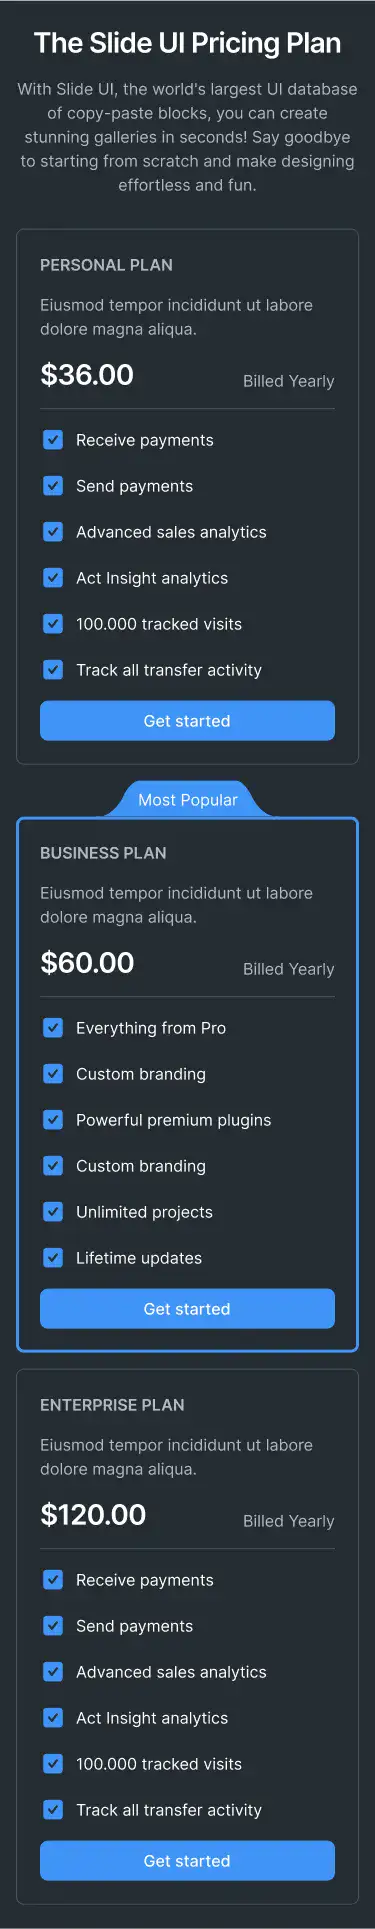 The Slide UI Pricing Plan
With Slide UI, the world's largest UI database
of copy-paste blocks, you can create
stunning galleries in seconds! Say goodbye
to starting from scratch and make designing
effortless and fun.
PERSONAL PLAN
Eiusmod tempor incididunt ut labore
dolore magna aliqua.
$36.00 Billed Yearly
Receive payments
Send payments
Advanced sales analytics
Act Insight analytics
100.000 tracked visits
Track all transfer activity
Get started
Most Popular
BUSINESS PLAN
Eiusmod tempor incididunt ut labore
dolore magna aliqua.
$60.00 Billed Yearly
Everything from Pro
Custom branding
Powerful premium plugins
Custom branding
Unlimited projects
Lifetime updates
Get started
ENTERPRISE PLAN
Eiusmod tempor incididunt ut labore
dolore magna aliqua.
$120.00 Billed Yearly
Receive payments
Send payments
Advanced sales analytics
Act Insight analytics
100.000 tracked visits
Track all transfer activity
Get started